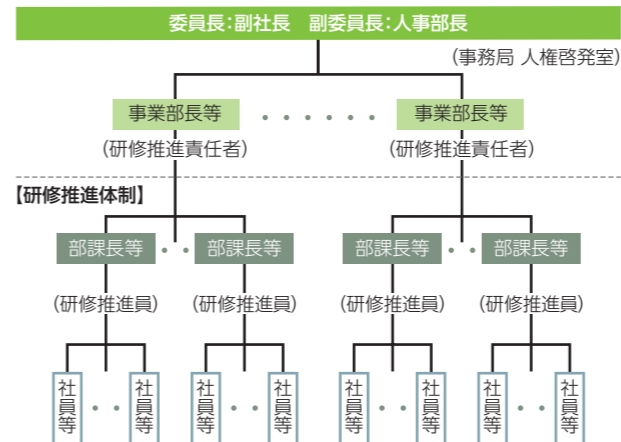 委員長:副社長　副委員長:人事部長
(事務局 人権啓発室)
事業部長等 ・・・・・・ 事業部長等
(研修推進責任者) (研修推進責任者)
【研修推進体制】
部課長等 ・・ 部課長等 部課長等 ・・ 部課長等
(研修推進員) (研修推進員) (研修推進員) (研修推進員)
社員等 ・・ 社員等 社員等 ・・ 社員等 社員等 ・・ 社員等 社員等 ・・ 社員等